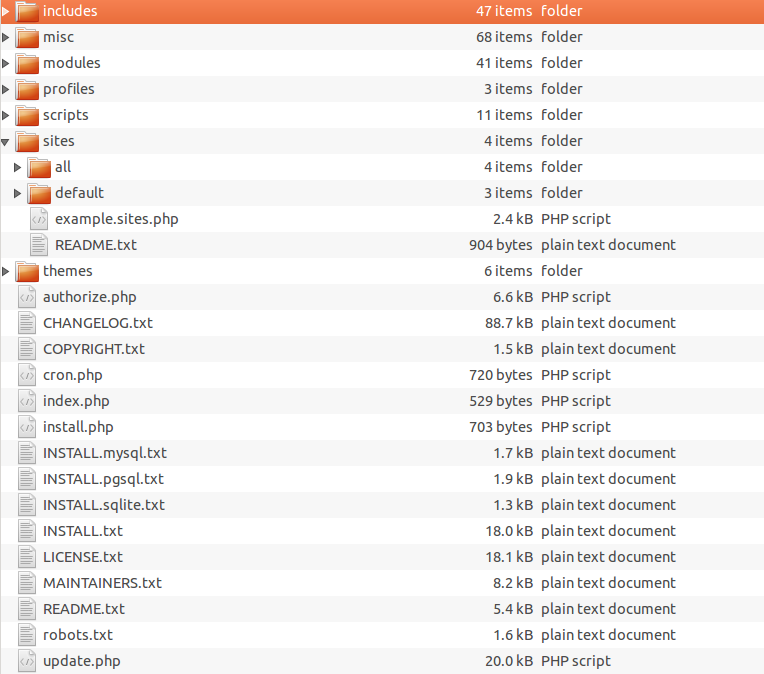 includes 47 items folder
misc 68 items folder
modules 41 items folder
profiles 3 items folder
scripts 11 items folder
sites 4 items folder
all 4 items folder
default 3 items folder
example.sites.php 2.4 kB PHP script
README.txt 904 bytes plain text document
themes 6 items folder
authorize.php 6.6 kB PHP script
CHANGELOG.txt 88.7 kB plain text document
COPYRIGHT.txt 1.5 kB plain text document
cron.php 720 bytes PHP script
index.php 529 bytes PHP script
install.php 703 bytes PHP script
INSTALL.mysql.txt 1.7 kB plain text document
INSTALL.pgsql.txt 1.9 kB plain text document
INSTALL.sqlite.txt 1.3 kB plain text document
INSTALL.txt 18.0 kB plain text document
LICENSE.txt 18.1 kB plain text document
MAINTAINERS.txt 8.2 kB plain text document
README.txt 5.4 kB plain text document
robots.txt 1.6 kB plain text document
update.php 20.0 kB PHP script